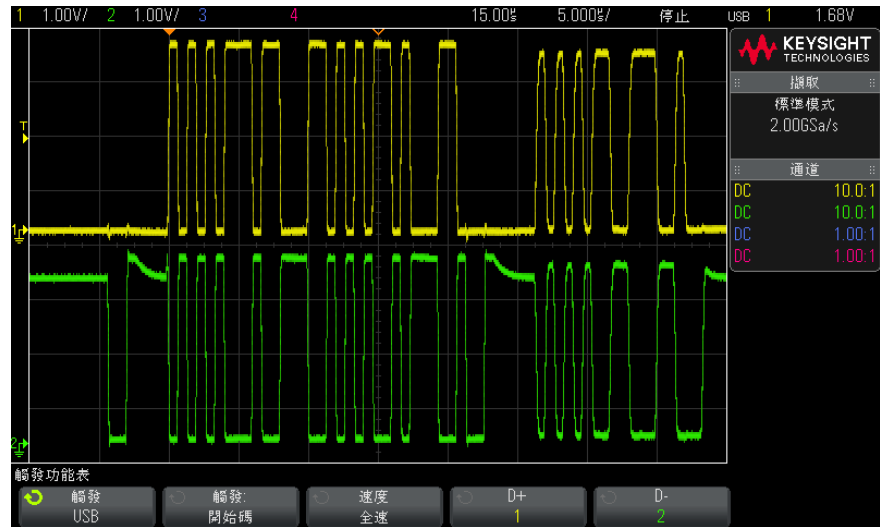 1 1.00V/ 2 1.00V/ 3 4 15.00µs 5.000µs/ 停止 USB 1 1.68V
KEYSIGHT
TECHNOLOGIES
擷取
標準模式
2.00GSa/s
通道
DC 10.0:1
DC 10.0:1
DC 1.00:1
DC 1.00:1
T
1
2
觸發功能表
觸發
USB
觸發:
開始碼
速度
全速
D+
1
D-
2